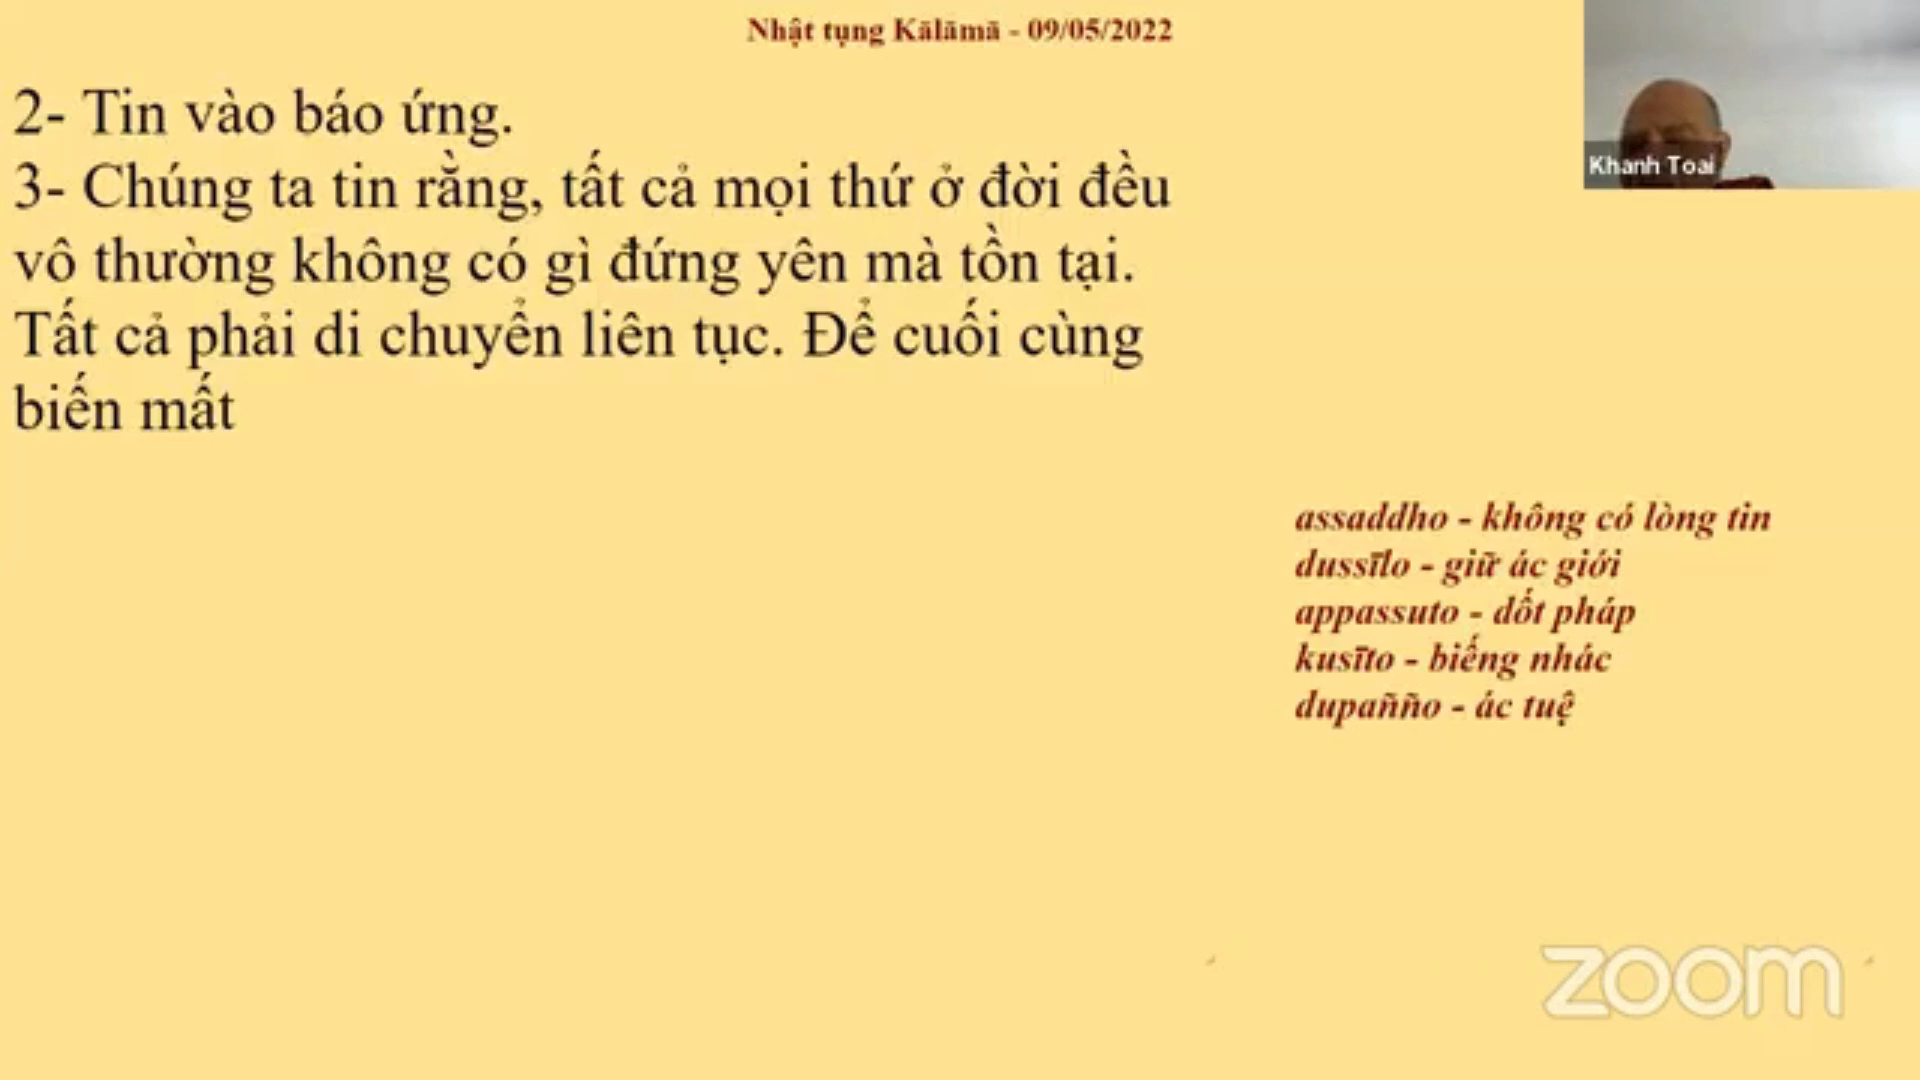 Nhật tụng Kālāmā - 09/05/2022
2- Tin vào báo ứng.
3- Chúng ta tin rằng, tất cả mọi thứ ở đời đều
vô thường không có gì đứng yên mà tồn tại.
Tất cả phải di chuyển liên tục. Để cuối cùng
biến mất
Khanh Toai
assaddho - không có lòng tin
dussīlo - giữ ác giới
appassuto - dốt pháp
kusīto - biếng nhác
dupañño - ác tuệ
zoom